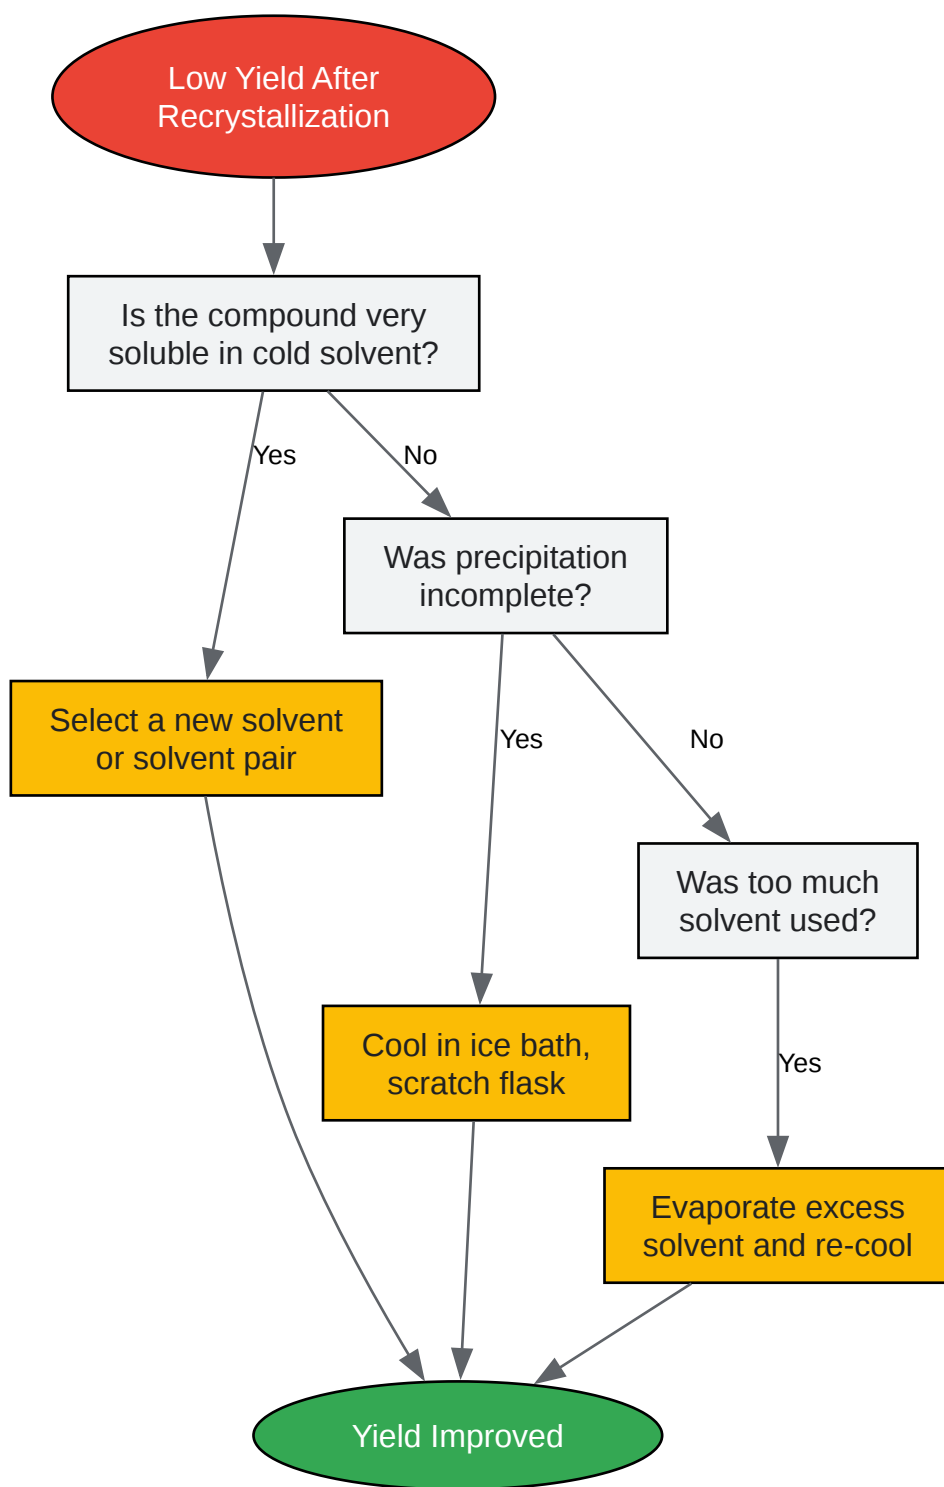 Low Yield After
Recrystallization
Is the compound very
soluble in cold solvent?
Yes
No
Was precipitation
incomplete?
Select a new solvent
or solvent pair
Yes
No
Was too much
solvent used?
Cool in ice bath,
scratch flask
Yes
Evaporate excess
solvent and re-cool
Yield Improved